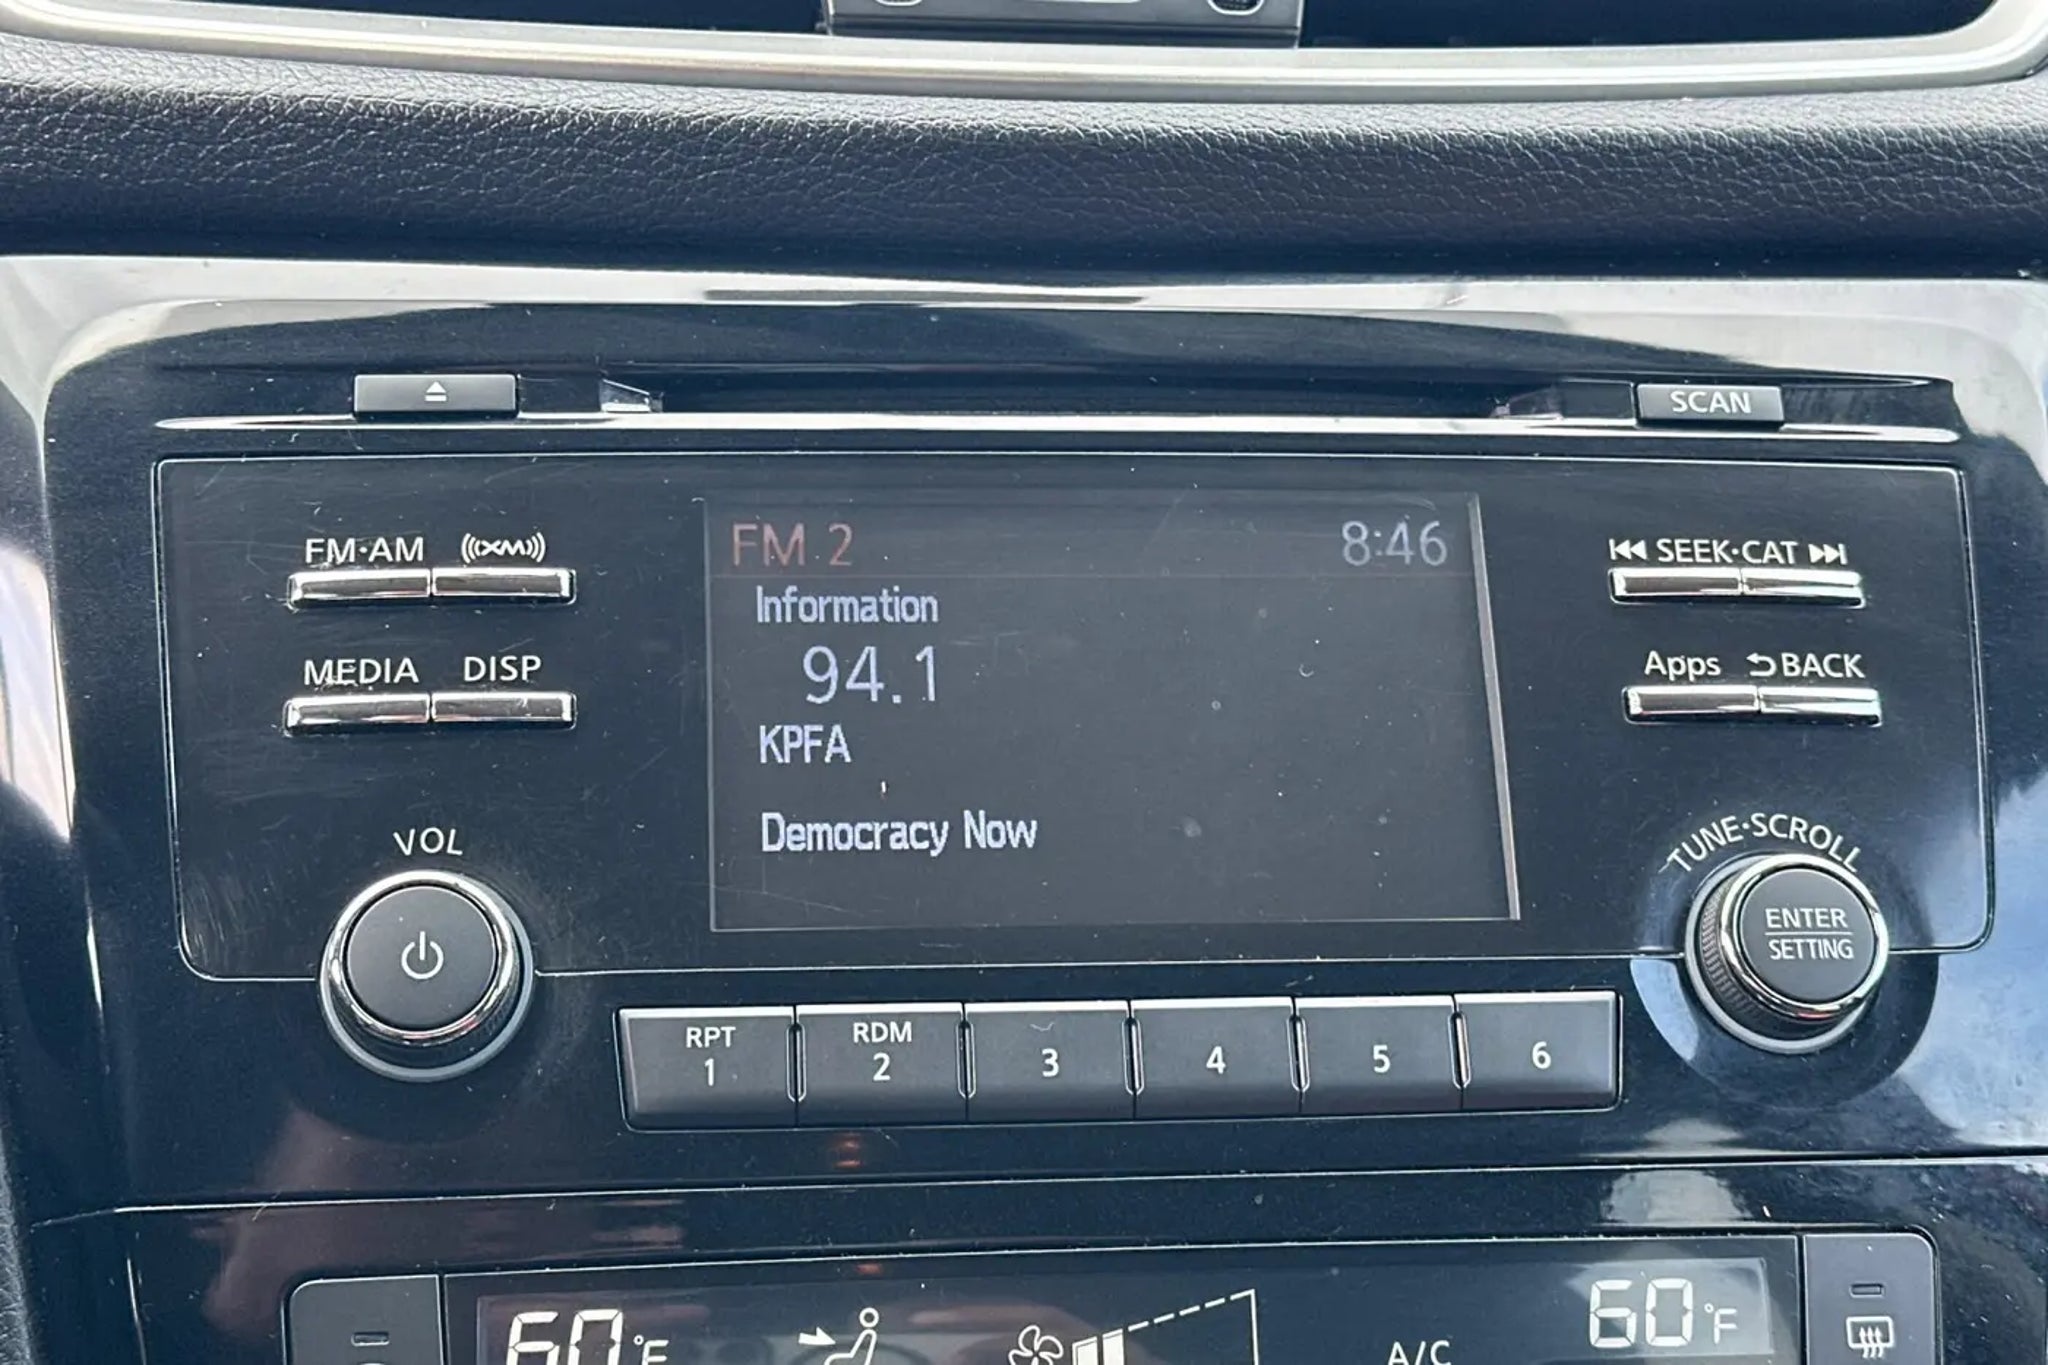 SCAN
FM·AM
XM
FM 2
8:46
SEEK·CAT
Information
94.1
MEDIA
DISP
Apps
BACK
KPFA
Democracy Now
VOL
TUNE·SCROLL
ENTER
SETTING
RPT
1
RDM
2
3
4
5
6
60°F
A/C
60°F